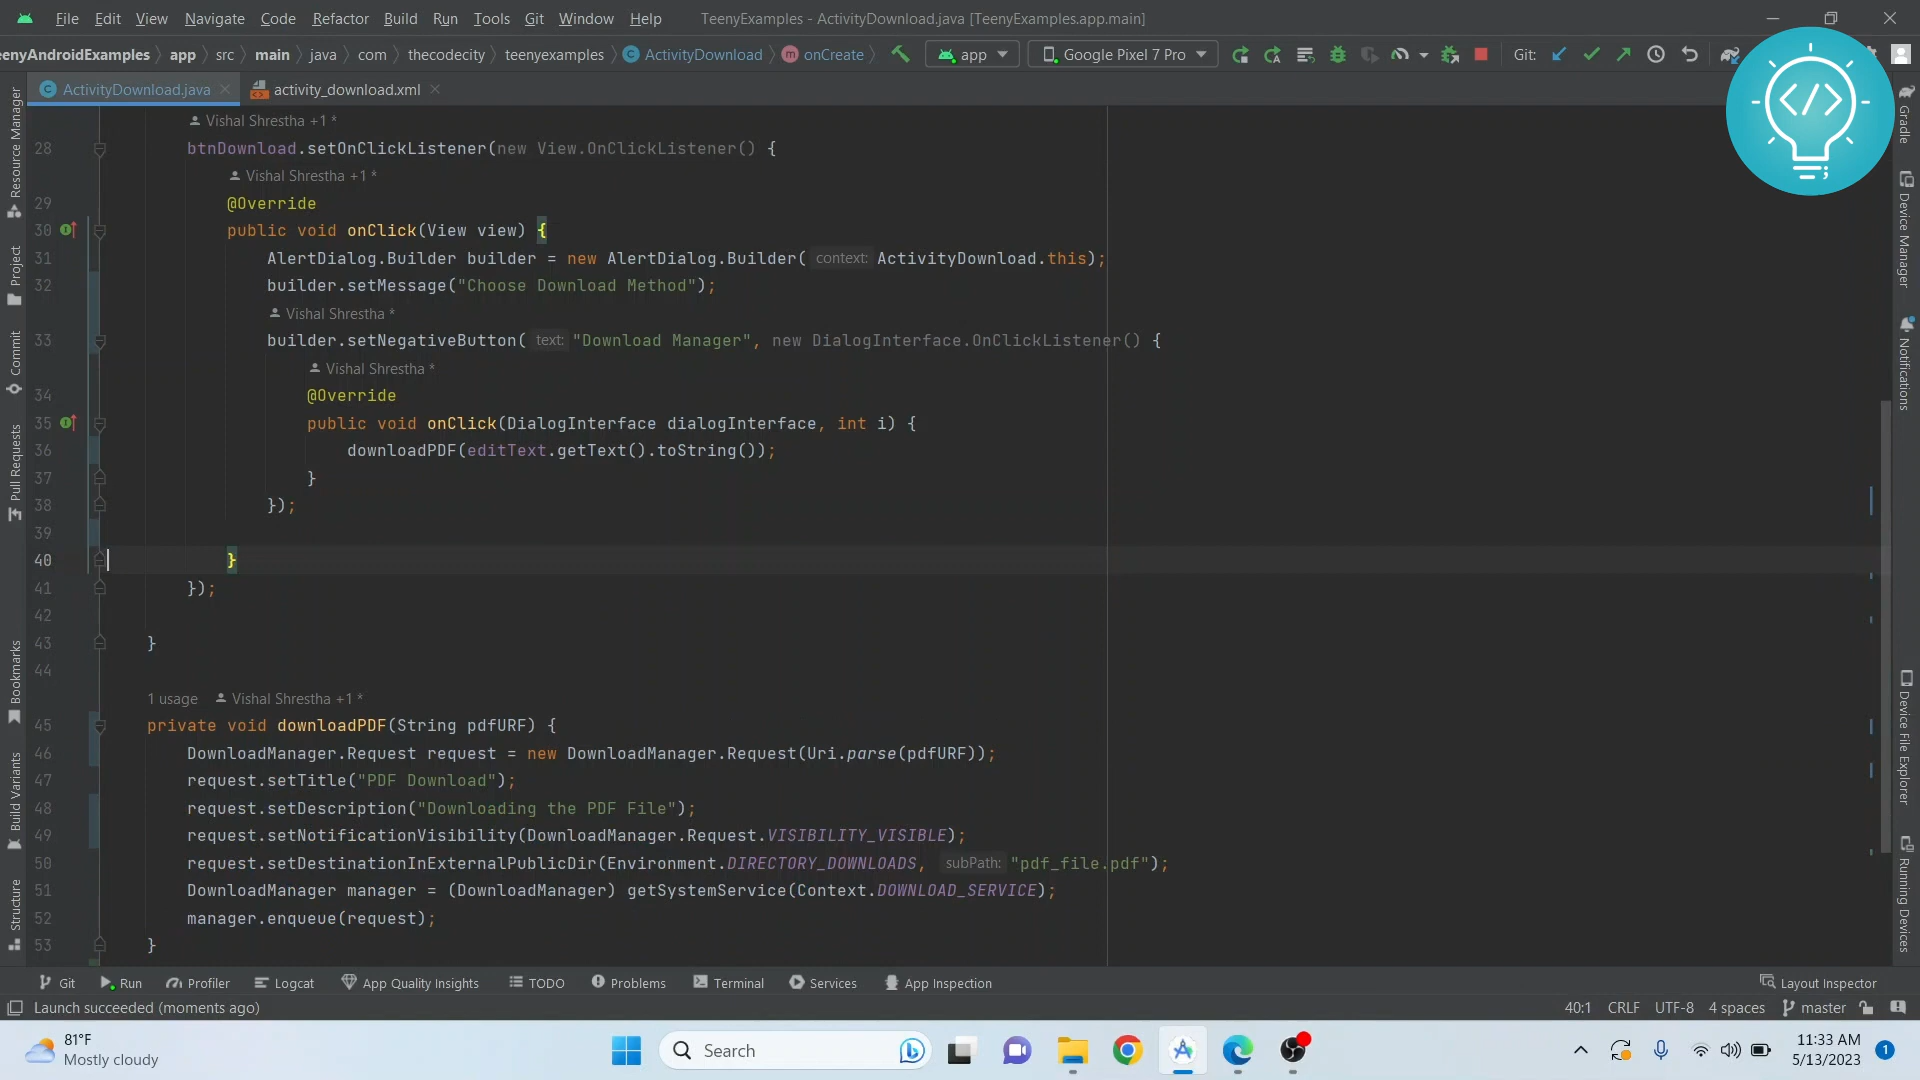 File Edit View Navigate Code Refactor Build Run Tools Git Window Help TeenyExamples - ActivityDownload.java [TeenyExamples.app.main]
eenyAndroidExamples app src main java com thecodecity teenyexamples ActivityDownload onCreate app Google Pixel 7 Pro Git:
ActivityDownload.java activity_download.xml
Vishal Shrestha +1 *
28 btnDownload.setOnClickListener(new View.OnClickListener() {
Vishal Shrestha +1 *
29 @Override
30 public void onClick(View view) {
31 AlertDialog.Builder builder = new AlertDialog.Builder( context: ActivityDownload.this);
32 builder.setMessage("Choose Download Method");
Vishal Shrestha *
33 builder.setNegativeButton( text: "Download Manager", new DialogInterface.OnClickListener() {
Vishal Shrestha *
34 @Override
35 public void onClick(DialogInterface dialogInterface, int i) {
36 downloadPDF(editText.getText().toString());
37 }
38 });
39
40 }
41 });
42
43 }
44
1 usage Vishal Shrestha +1 *
45 private void downloadPDF(String pdfURF) {
46 DownloadManager.Request request = new DownloadManager.Request(Uri.parse(pdfURF));
47 request.setTitle("PDF Download");
48 request.setDescription("Downloading the PDF File");
49 request.setNotificationVisibility(DownloadManager.Request.VISIBILITY_VISIBLE);
50 request.setDestinationInExternalPublicDir(Environment.DIRECTORY_DOWNLOADS, subPath: "pdf_file.pdf");
51 DownloadManager manager = (DownloadManager) getSystemService(Context.DOWNLOAD_SERVICE);
52 manager.enqueue(request);
53 }
Resource Manager
Project
Commit
Pull Requests
Bookmarks
Build Variants
Structure
Gradle
Device Manager
Notifications
Device File Explorer
Running Devices
</>
;
Git Run Profiler Logcat App Quality Insights TODO Problems Terminal Services App Inspection Layout Inspector
Launch succeeded (moments ago) 40:1 CRLF UTF-8 4 spaces master
81°F
Mostly cloudy
Search
11:33 AM
5/13/2023
1